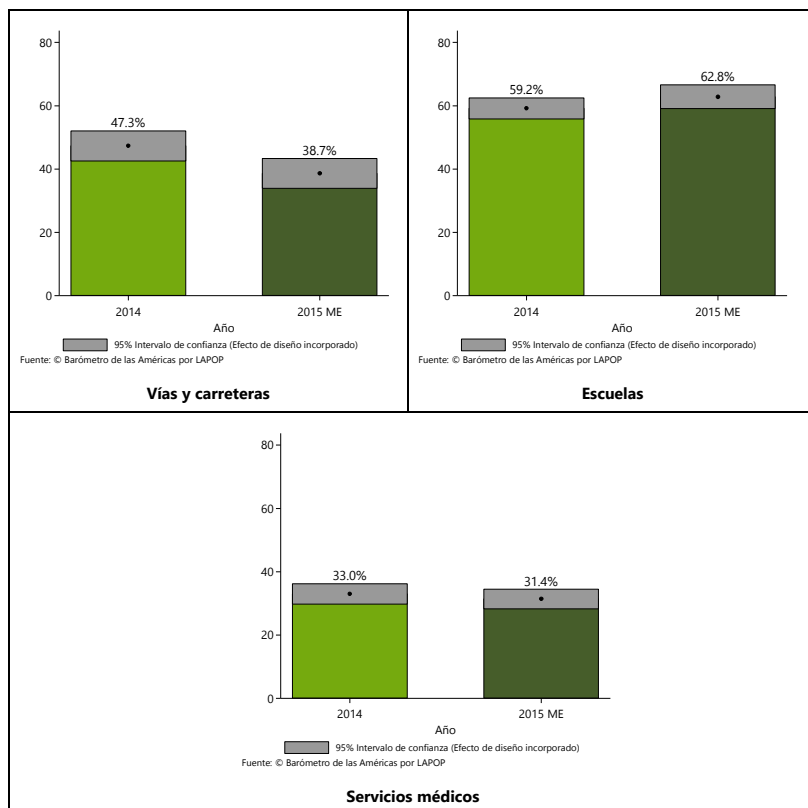 80
60
40
20
0
47.3%
38.7%
2014
2015 ME
Año
95% Intervalo de confianza (Efecto de diseño incorporado)
Fuente: © Barómetro de las Américas por LAPOP
Vías y carreteras
80
60
40
20
0
59.2%
62.8%
2014
2015 ME
Año
95% Intervalo de confianza (Efecto de diseño incorporado)
Fuente: © Barómetro de las Américas por LAPOP
Escuelas
80
60
40
20
0
33.0%
31.4%
2014
2015 ME
Año
95% Intervalo de confianza (Efecto de diseño incorporado)
Fuente: © Barómetro de las Américas por LAPOP
Servicios médicos